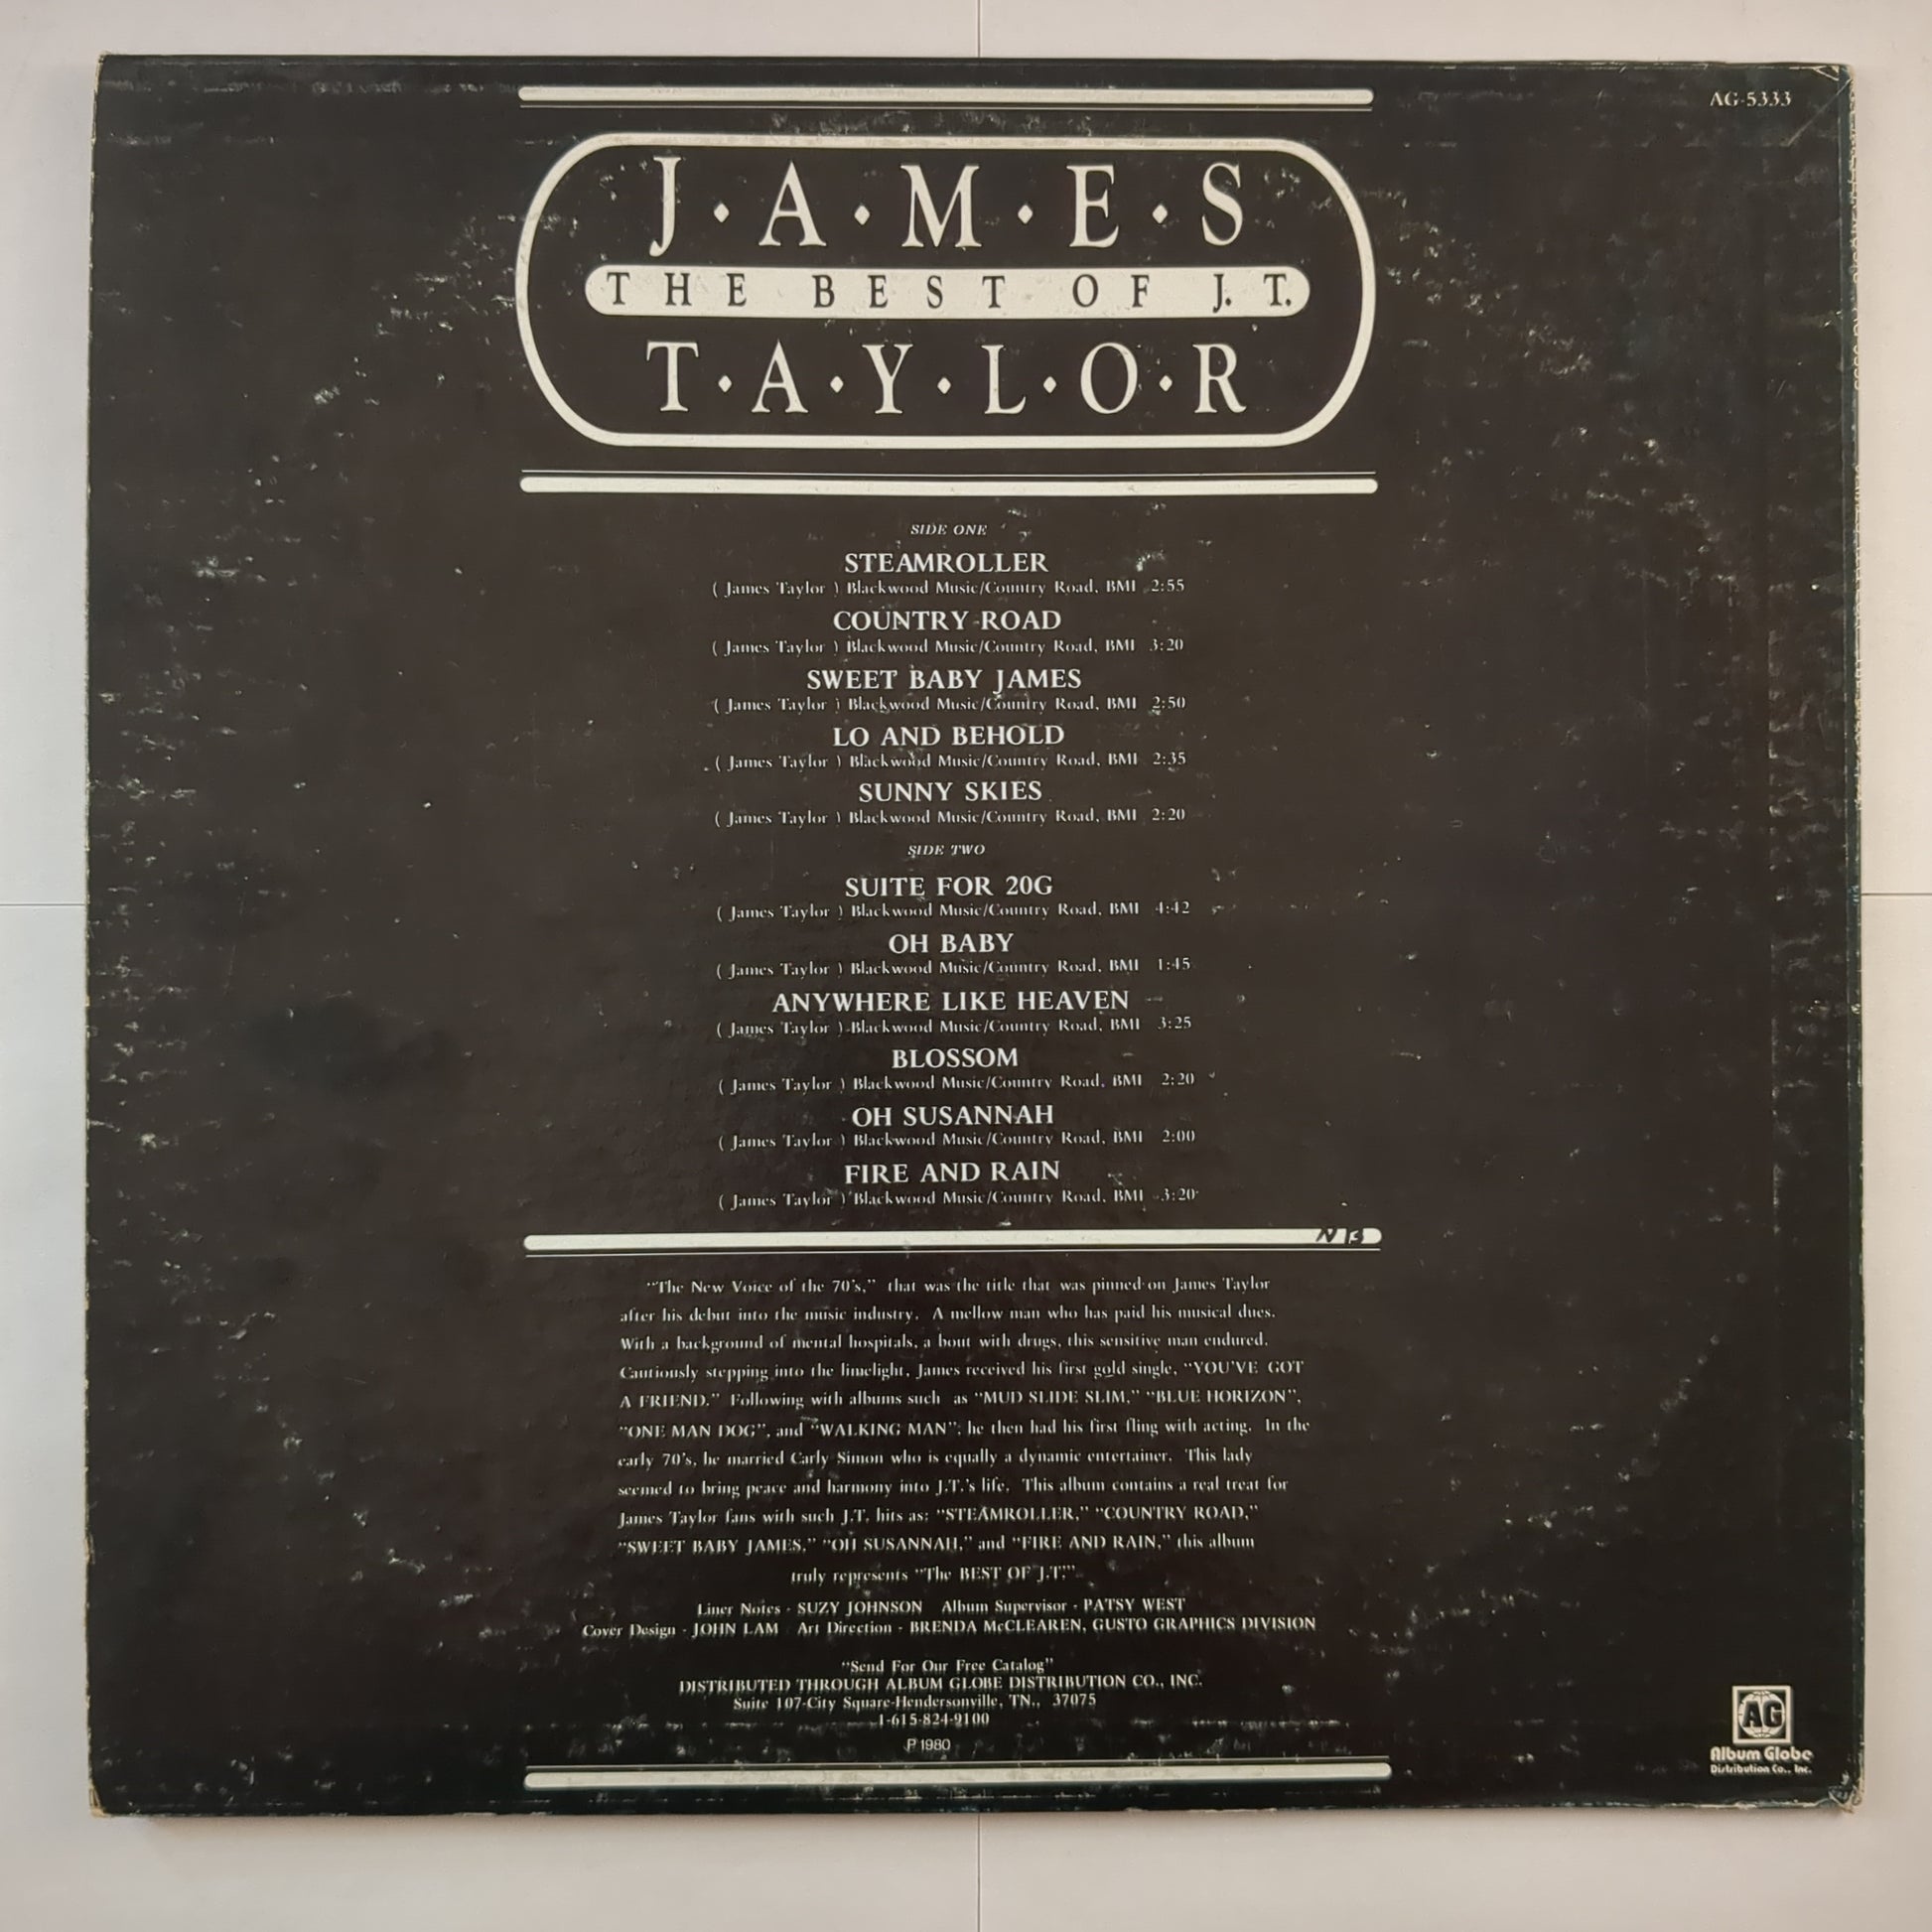 AG-5333
J·A·M·E·S
THE BEST OF J.T.
T·A·Y·L·O·R
SIDE ONE
STEAMROLLER
( James Taylor ) Blackwood Music/Country Road, BMI 2:55
COUNTRY ROAD
( James Taylor ) Blackwood Music/Country Road, BMI 3:20
SWEET BABY JAMES
( James Taylor ) Blackwood Music/Country Road, BMI 2:50
LO AND BEHOLD
( James Taylor ) Blackwood Music/Country Road, BMI 2:35
SUNNY SKIES
( James Taylor ) Blackwood Music/Country Road, BMI 2:20
SIDE TWO
SUITE FOR 20G
( James Taylor ) Blackwood Music/Country Road, BMI 4:42
OH BABY
( James Taylor ) Blackwood Music/Country Road, BMI 1:45
ANYWHERE LIKE HEAVEN
( James Taylor ) Blackwood Music/Country Road, BMI 3:25
BLOSSOM
( James Taylor ) Blackwood Music/Country Road, BMI 2:20
OH SUSANNAH
( James Taylor ) Blackwood Music/Country Road, BMI 2:00
FIRE AND RAIN
( James Taylor ) Blackwood Music/Country Road, BMI 3:20
NB
"The New Voice of the 70's," that was the title that was pinned on James Taylor
after his debut into the music industry. A mellow man who has paid his musical dues.
With a background of mental hospitals, a bout with drugs, this sensitive man endured.
Cautiously stepping into the limelight, James received his first gold single, "YOU'VE GOT
A FRIEND." Following with albums such as "MUD SLIDE SLIM," "BLUE HORIZON",
"ONE MAN DOG", and "WALKING MAN"; he then had his first fling with acting. In the
early 70's, he married Carly Simon who is equally a dynamic entertainer. This lady
seemed to bring peace and harmony into J.T.'s life. This album contains a real treat for
James Taylor fans with such J.T. hits as: "STEAMROLLER," "COUNTRY ROAD,"
"SWEET BABY JAMES," "OH SUSANNAH," and "FIRE AND RAIN," this album
truly represents "The BEST OF J.T."
Liner Notes - SUZY JOHNSON Album Supervisor - PATSY WEST
Cover Design - JOHN LAM Art Direction - BRENDA McCLEAREN, GUSTO GRAPHICS DIVISION
"Send For Our Free Catalog"
DISTRIBUTED THROUGH ALBUM GLOBE DISTRIBUTION CO., INC.
Suite 107-City Square-Hendersonville, TN., 37075
1-615-824-9100
P 1980
AG
Album Globe
Distribution Co., Inc.